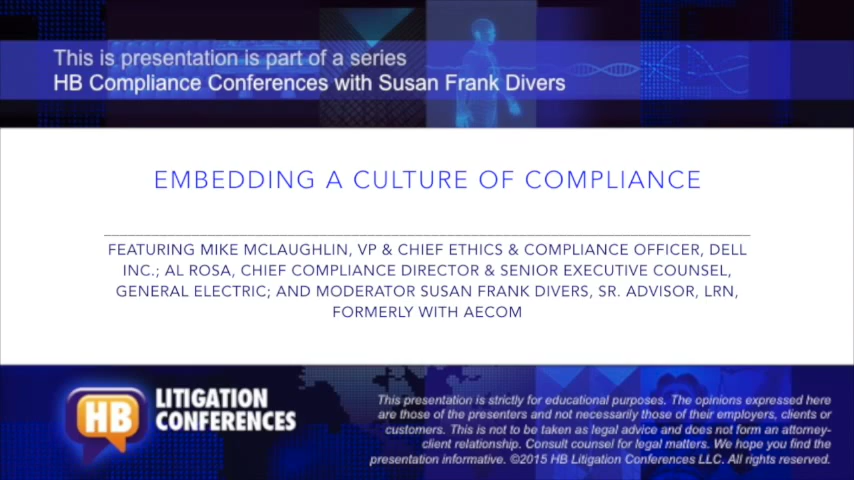 This is presentation is part of a series
HB Compliance Conferences with Susan Frank Divers
EMBEDDING A CULTURE OF COMPLIANCE
FEATURING MIKE MCLAUGHLIN, VP & CHIEF ETHICS & COMPLIANCE OFFICER, DELL
INC.; AL ROSA, CHIEF COMPLIANCE DIRECTOR & SENIOR EXECUTIVE COUNSEL,
GENERAL ELECTRIC; AND MODERATOR SUSAN FRANK DIVERS, SR. ADVISOR, LRN,
FORMERLY WITH AECOM
HB
LITIGATION
CONFERENCES
This presentation is strictly for educational purposes. The opinions expressed here
are those of the presenters and not necessarily those of their employers, clients or
customers. This is not to be taken as legal advice and does not form an attorney-
client relationship. Consult counsel for legal matters. We hope you find the
presentation informative. ©2015 HB Litigation Conferences LLC. All rights reserved.